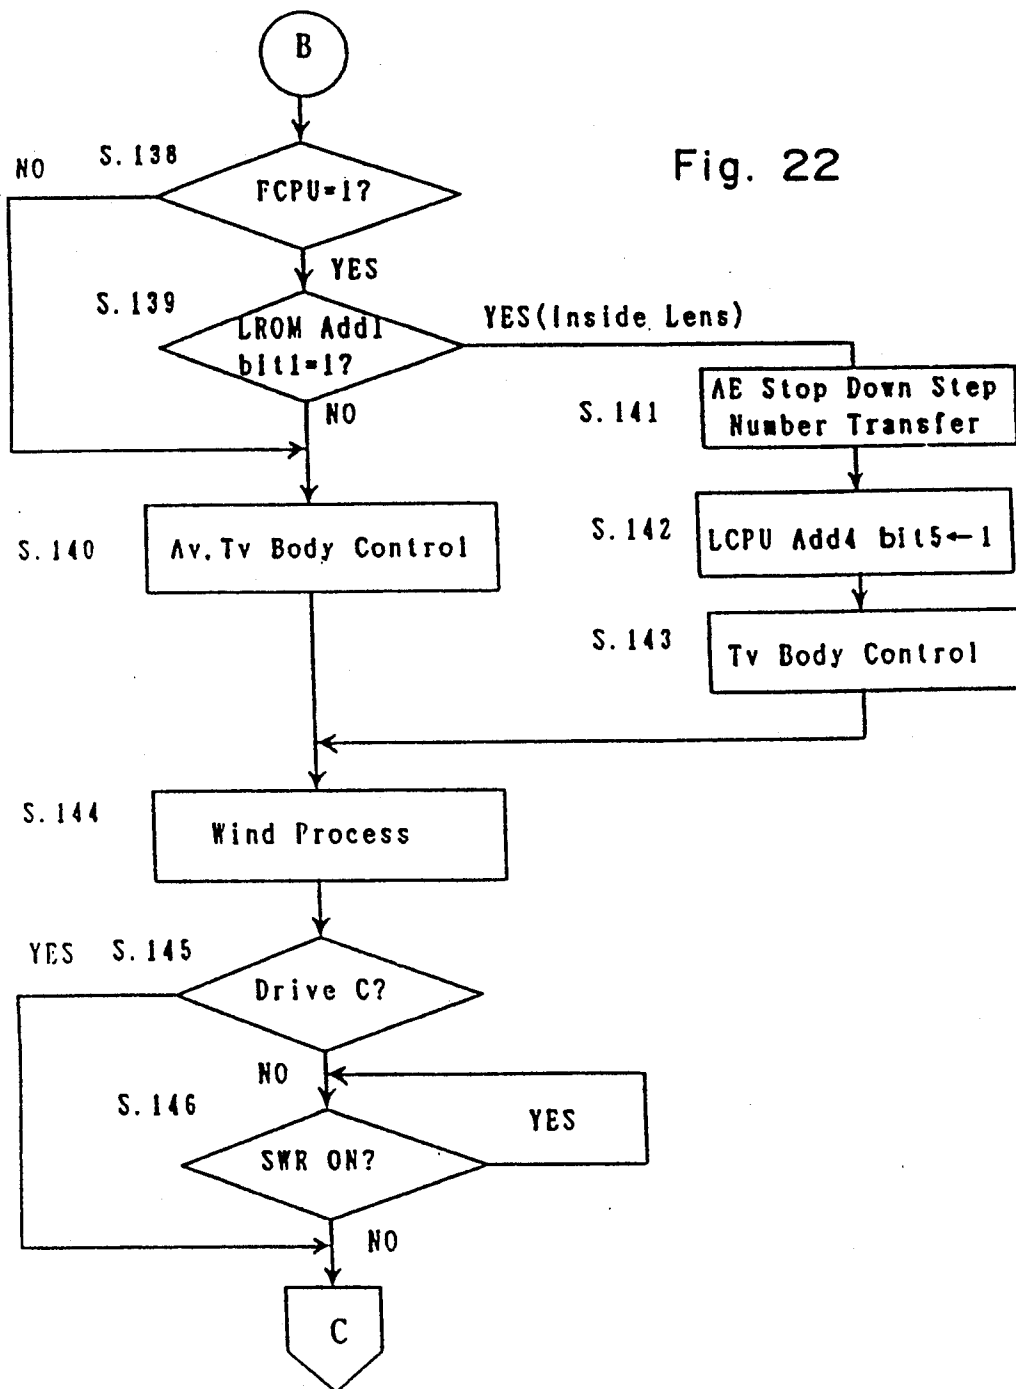 B
Fig. 22
NO
S.138
FCPU=1?
YES
S.139
LROM Add1
bit1=1?
YES(Inside Lens)
NO
S.141
AE Stop Down Step
Number Transfer
S.140
Av.Tv Body Control
S.142
LCPU Add4 bit5←1
S.143
Tv Body Control
S.144
Wind Process
YES
S.145
Drive C?
NO
S.146
YES
SWR ON?
NO
C